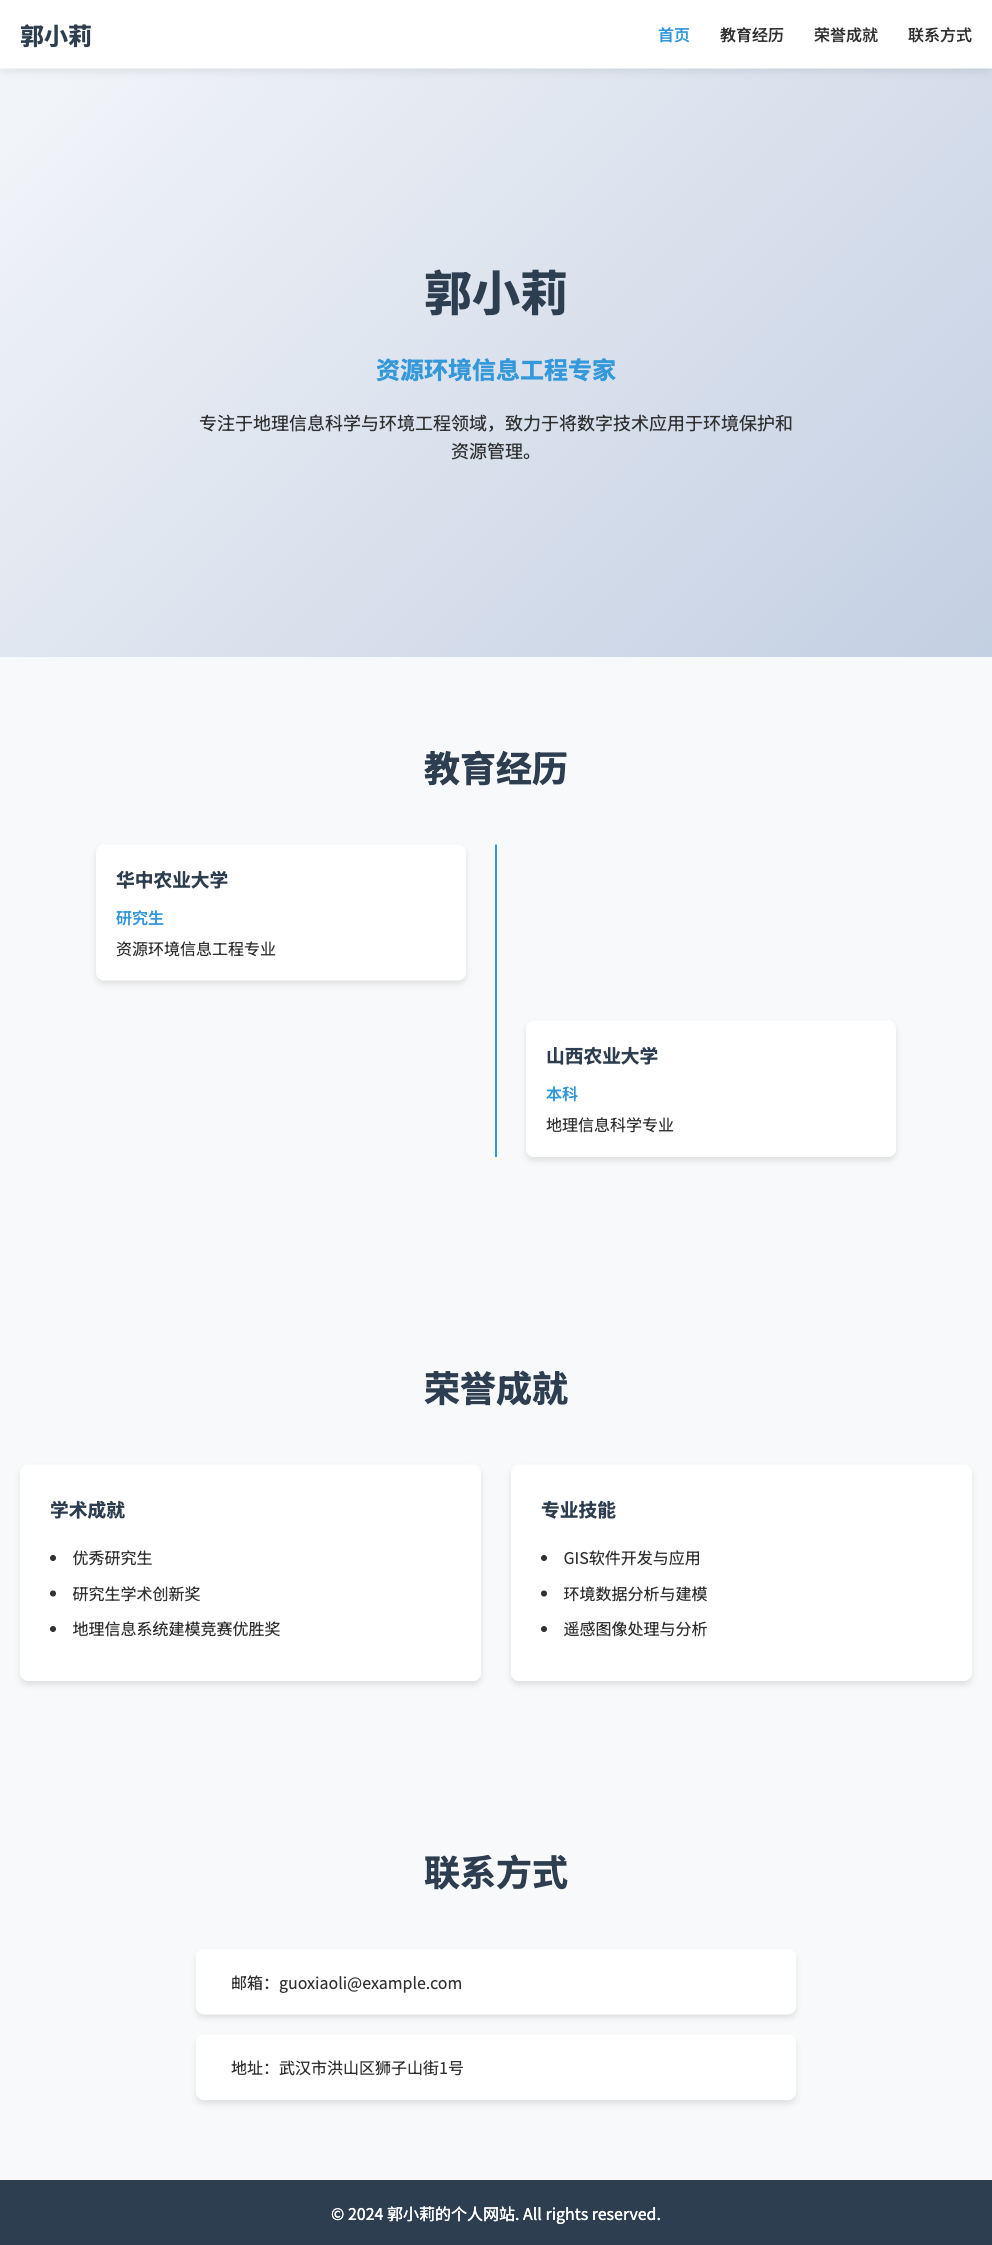 郭小莉
首页
教育经历
荣誉成就
联系方式
郭小莉
资源环境信息工程专家
专注于地理信息科学与环境工程领域，致力于将数字技术应用于环境保护和
资源管理。
教育经历
华中农业大学
研究生
资源环境信息工程专业
山西农业大学
本科
地理信息科学专业
荣誉成就
学术成就
• 优秀研究生
• 研究生学术创新奖
• 地理信息系统建模竞赛优胜奖
专业技能
• GIS软件开发与应用
• 环境数据分析与建模
• 遥感图像处理与分析
联系方式
邮箱：guoxiaoli@example.com
地址：武汉市洪山区狮子山街1号
© 2024 郭小莉的个人网站. All rights reserved.